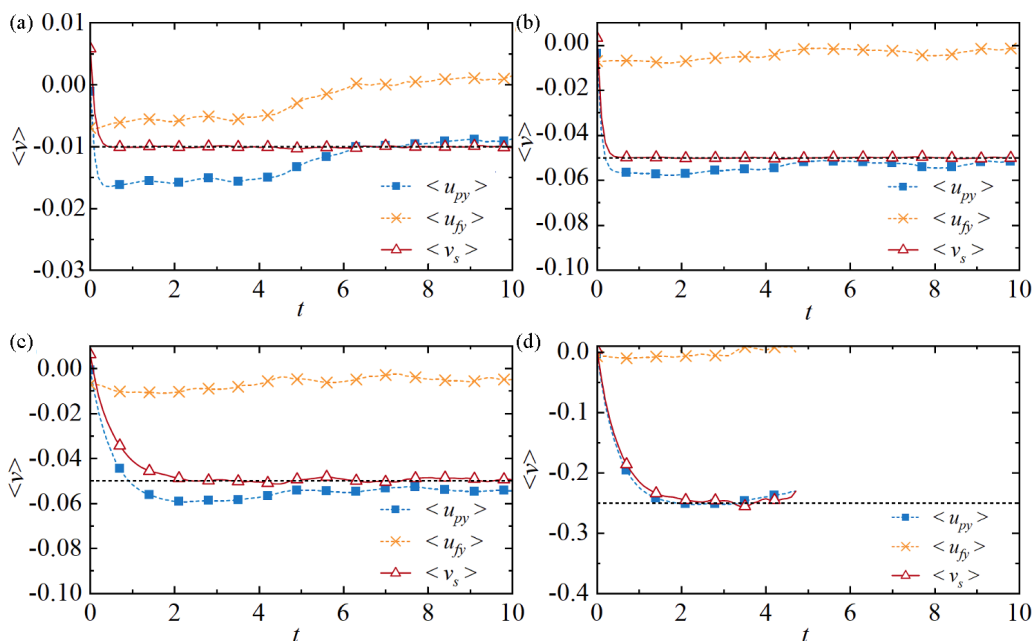 (a)
0.00
-0.01
-0.02
-0.03
<v>
0 2 4 6 8 10
t
< u_py >
< u_fy >
< v_s >
(b)
0.00
-0.02
-0.04
-0.06
-0.08
-0.10
<v>
0 2 4 6 8 10
t
< u_py >
< u_fy >
< v_s >
(c)
0.00
-0.02
-0.04
-0.06
-0.08
-0.10
<v>
0 2 4 6 8 10
t
< u_py >
< u_fy >
< v_s >
(d)
0.0
-0.1
-0.2
-0.3
-0.4
<v>
0 2 4 6 8 10
t
< u_py >
< u_fy >
< v_s >